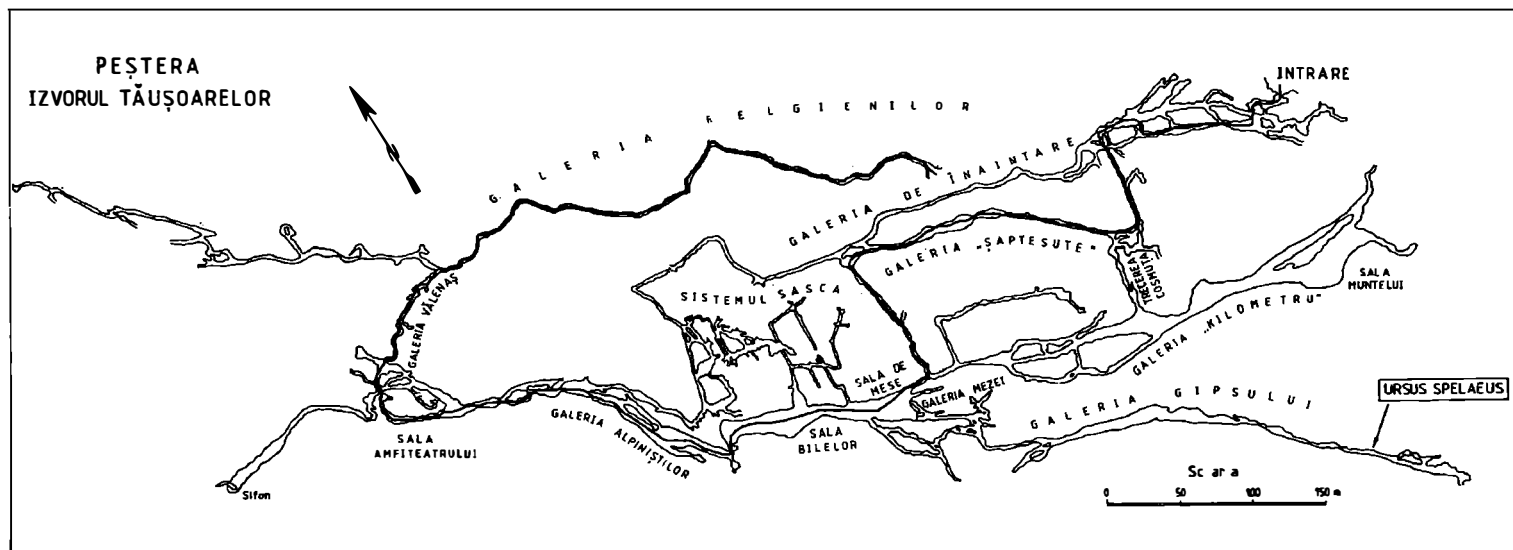 PEȘTERA
IZVORUL TĂUȘOARELOR
N
INTRARE
GALERIA BELGIENILOR
GALERIA DE ÎNAINTARE
GALERIA „ȘAPTESUTE"
TRECEREA
COSMUȚA
SALA
MUNTELUI
GALERIA „KILOMETRU"
SISTEMUL SASCA
GALERIA VĂLENAȘ
SALA DE
MESE
GALERIA MEZEI
GALERIA GIPSULUI
URSUS SPELAEUS
SALA
AMFITEATRULUI
GALERIA ALPINIȘTILOR
SALA
BILELOR
Sifon
Scara
0 50 100 150 m